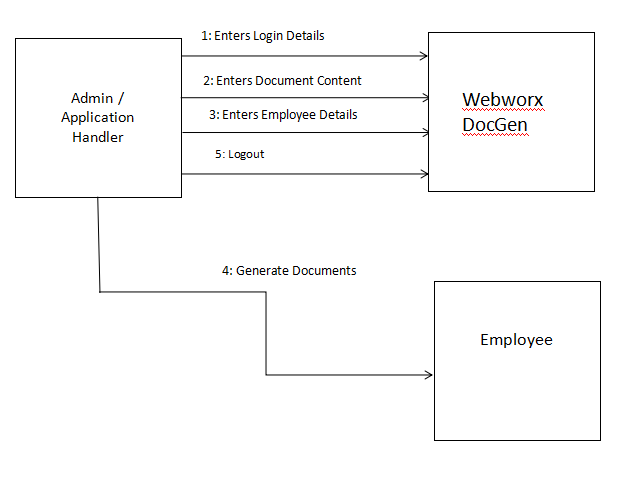 1: Enters Login Details
2: Enters Document Content
3: Enters Employee Details
5: Logout
Admin /
Application
Handler
Webworx
DocGen
4: Generate Documents
Employee